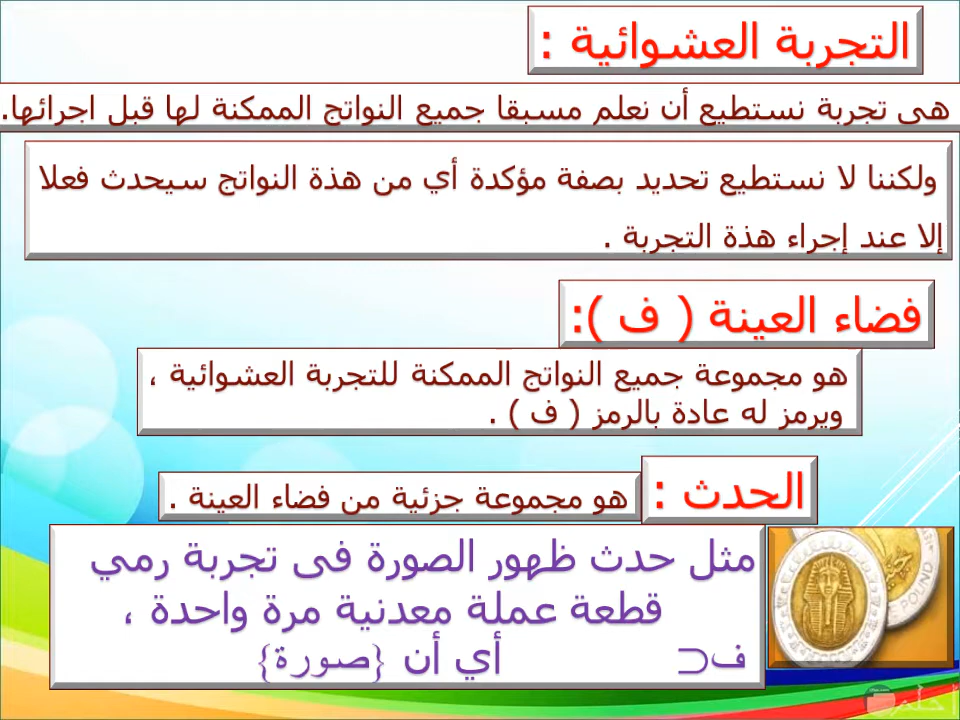 التجربة العشوائية :
هى تجربة نستطيع أن نعلم مسبقا جميع النواتج الممكنة لها قبل اجرائها.
ولكننا لا نستطيع تحديد بصفة مؤكدة أي من هذة النواتج سيحدث فعلا
إلا عند إجراء هذة التجربة .
فضاء العينة ( ف ):
هو مجموعة جميع النواتج الممكنة للتجربة العشوائية ،
ويرمز له عادة بالرمز ( ف ) .
الحدث :
هو مجموعة جزئية من فضاء العينة .
مثل حدث ظهور الصورة فى تجربة رمي
قطعة عملة معدنية مرة واحدة ،
ف⊂ أي أن {صورة}
POUND
أحلم